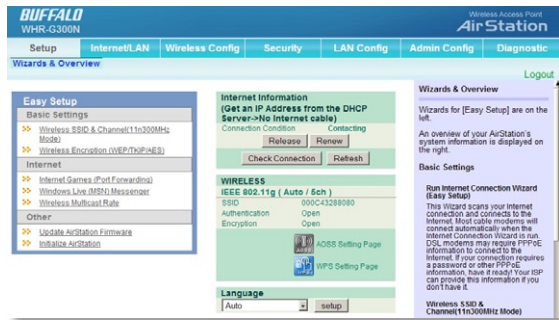 BUFFALO
WHR-G300N
Wireless Access Point
AirStation
Setup
Internet/LAN
Wireless Config
Security
LAN Config
Admin Config
Diagnostic
Wizards & Overview
Logout
Easy Setup
Basic Settings
Wireless SSID & Channel(11n300MHz
Mode)
Wireless Encrption (WEP/TKIP/AES)
Internet
Internet Games (Port Forwarding)
Windows Live (MSN) Messenger
Wireless Multicast Rate
Other
Update AirStation Firmware
Initialize AirStation
Internet Information
(Get an IP Address from the DHCP
Server->No Internet cable)
Connection Condition Contacting
Release Renew
Check Connection Refresh
WIRELESS
IEEE 802.11g ( Auto / 5ch )
SSID 000C43288080
Authentication Open
Encryption Open
AOSS Setting Page
WPS Setting Page
Language
Auto setup
Wizards & Overview
Wizards for [Easy Setup] are on the
left.
An overview of your AirStation's
system information is displayed on
the right.
Basic Settings
Run Internet Connection Wizard
(Easy Setup)
This Wizard scans your Internet
connection and connects to the
Internet. Most cable modems will
connect automatically when the
Internet Connection Wizard is run.
DSL modems may require PPPoE
information to connect to the
Internet. If your connection requires
a password or other PPPoE
information, have it ready! Your ISP
can provide this information if you
don't have it.
Wireless SSID &
Channel(11n300MHz Mode)